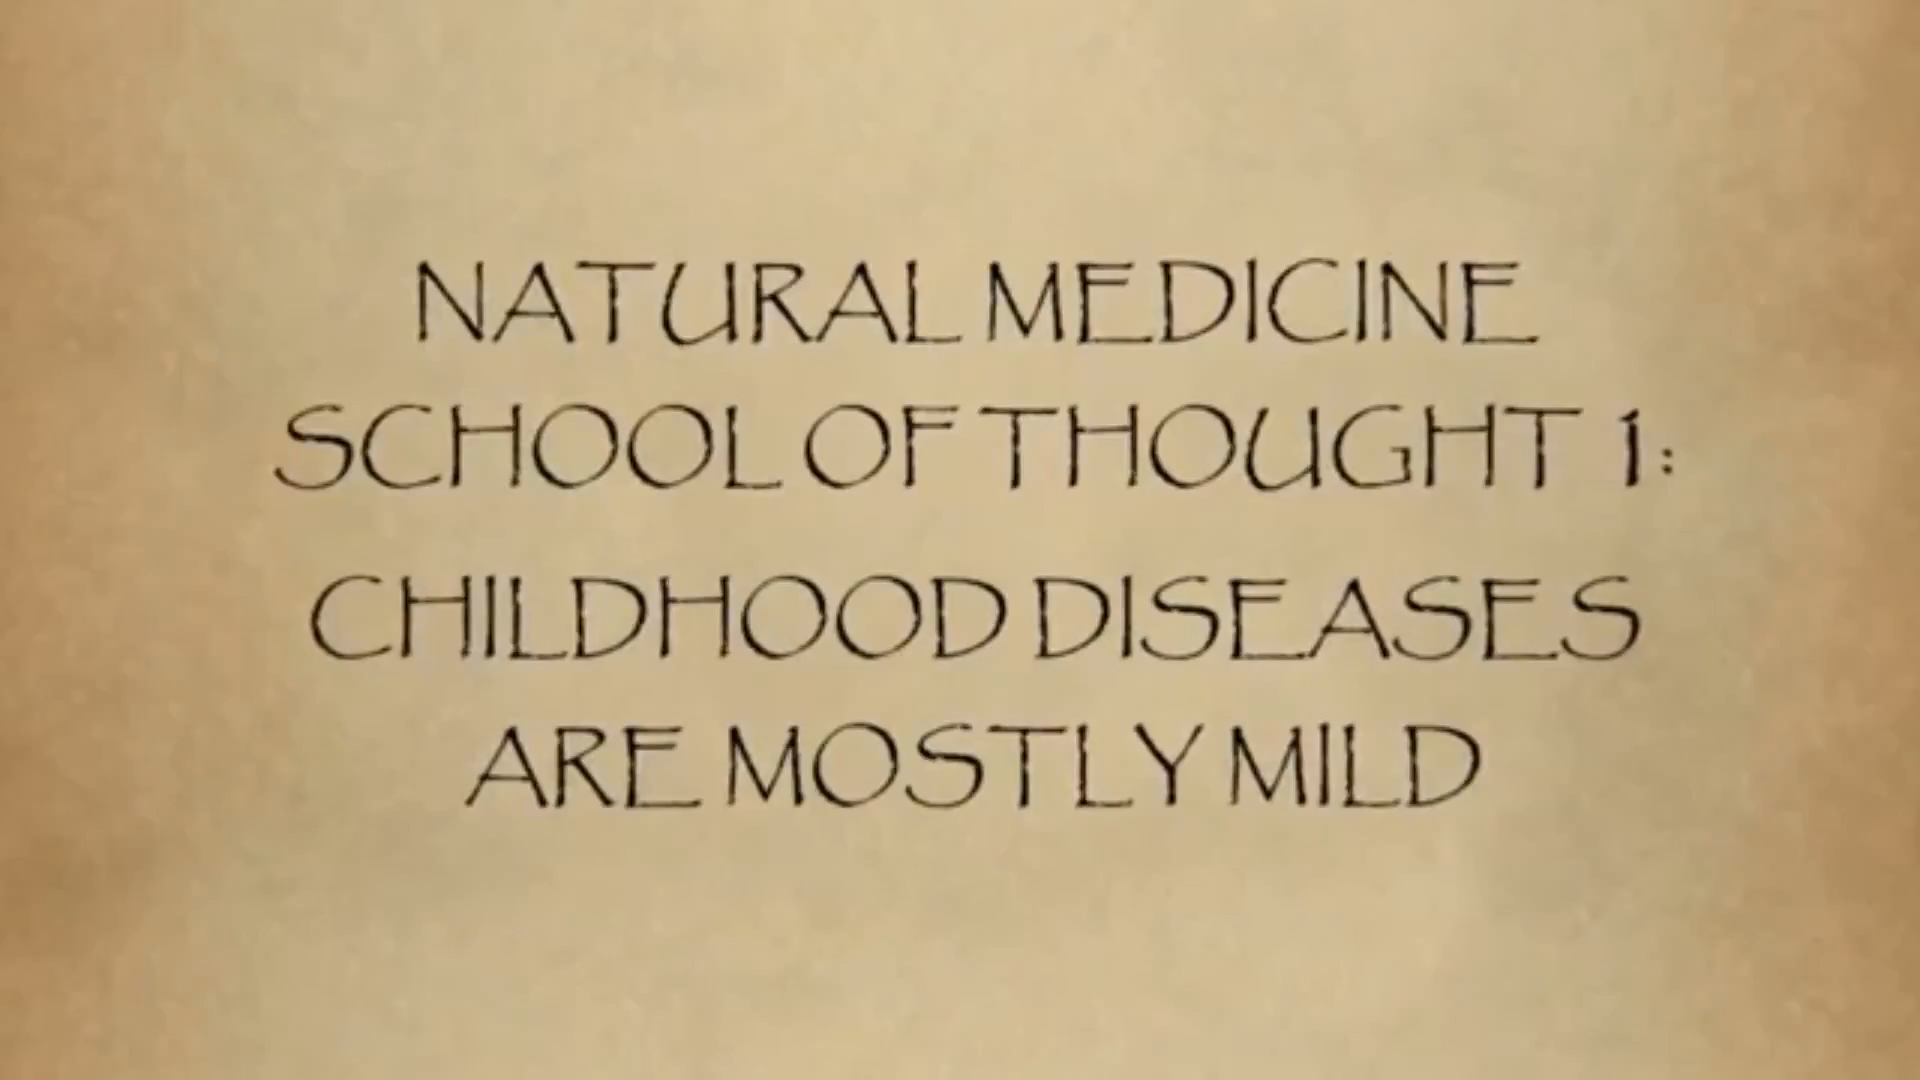 NATURAL MEDICINE
SCHOOL OF THOUGHT 1:
CHILDHOOD DISEASES
ARE MOSTLY MILD